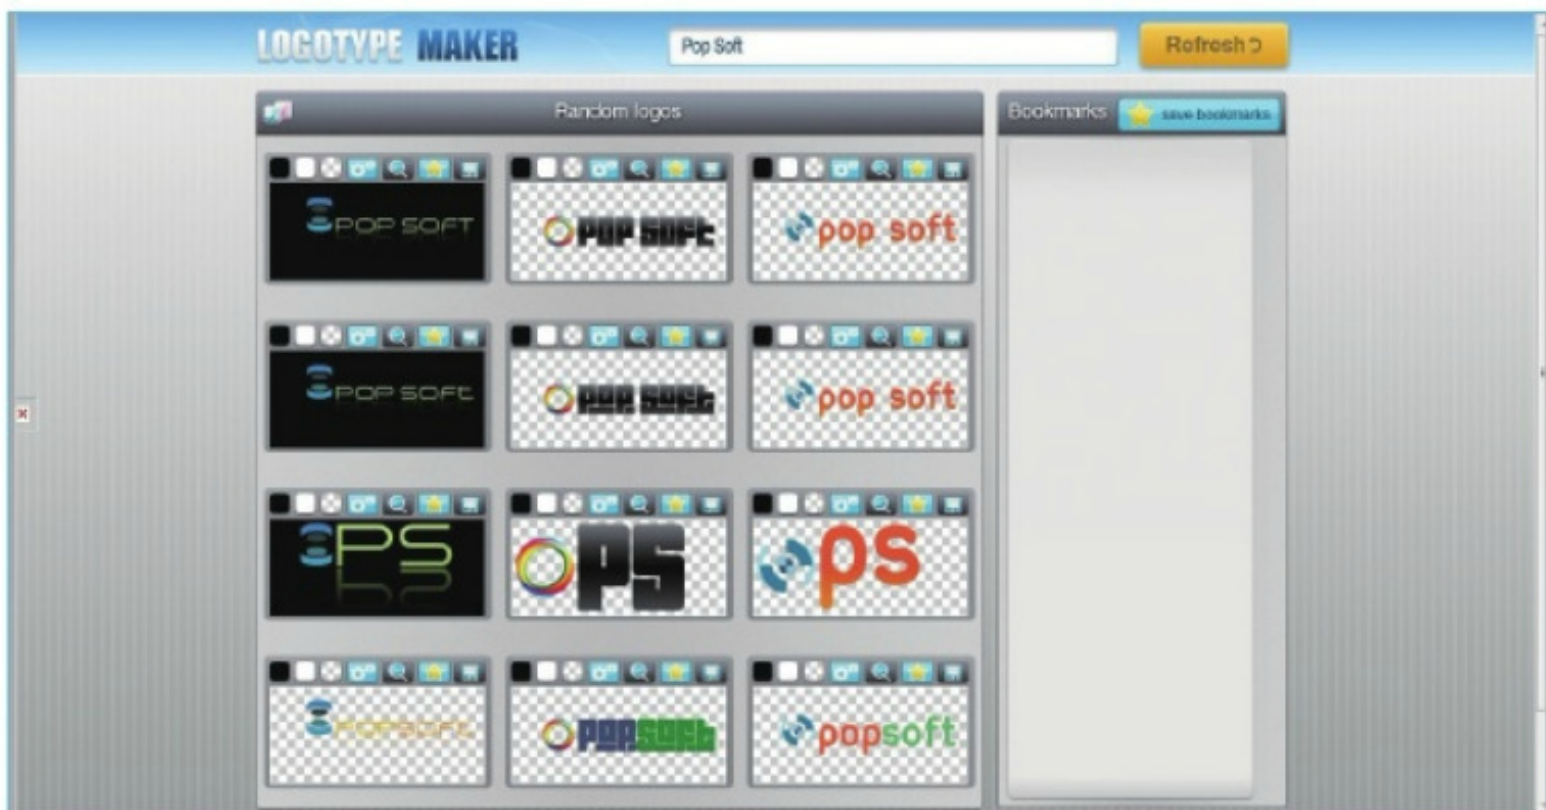 LOGOTYPE MAKER
Pop Soft
Refresh
Random logos
Bookmarks
save bookmarks
POP SOFT
POP SOFT
pop soft
POP SOFT
POP SOFT
pop soft
PS
PS
ps
POPSOFT
POPSOFT
popsoft